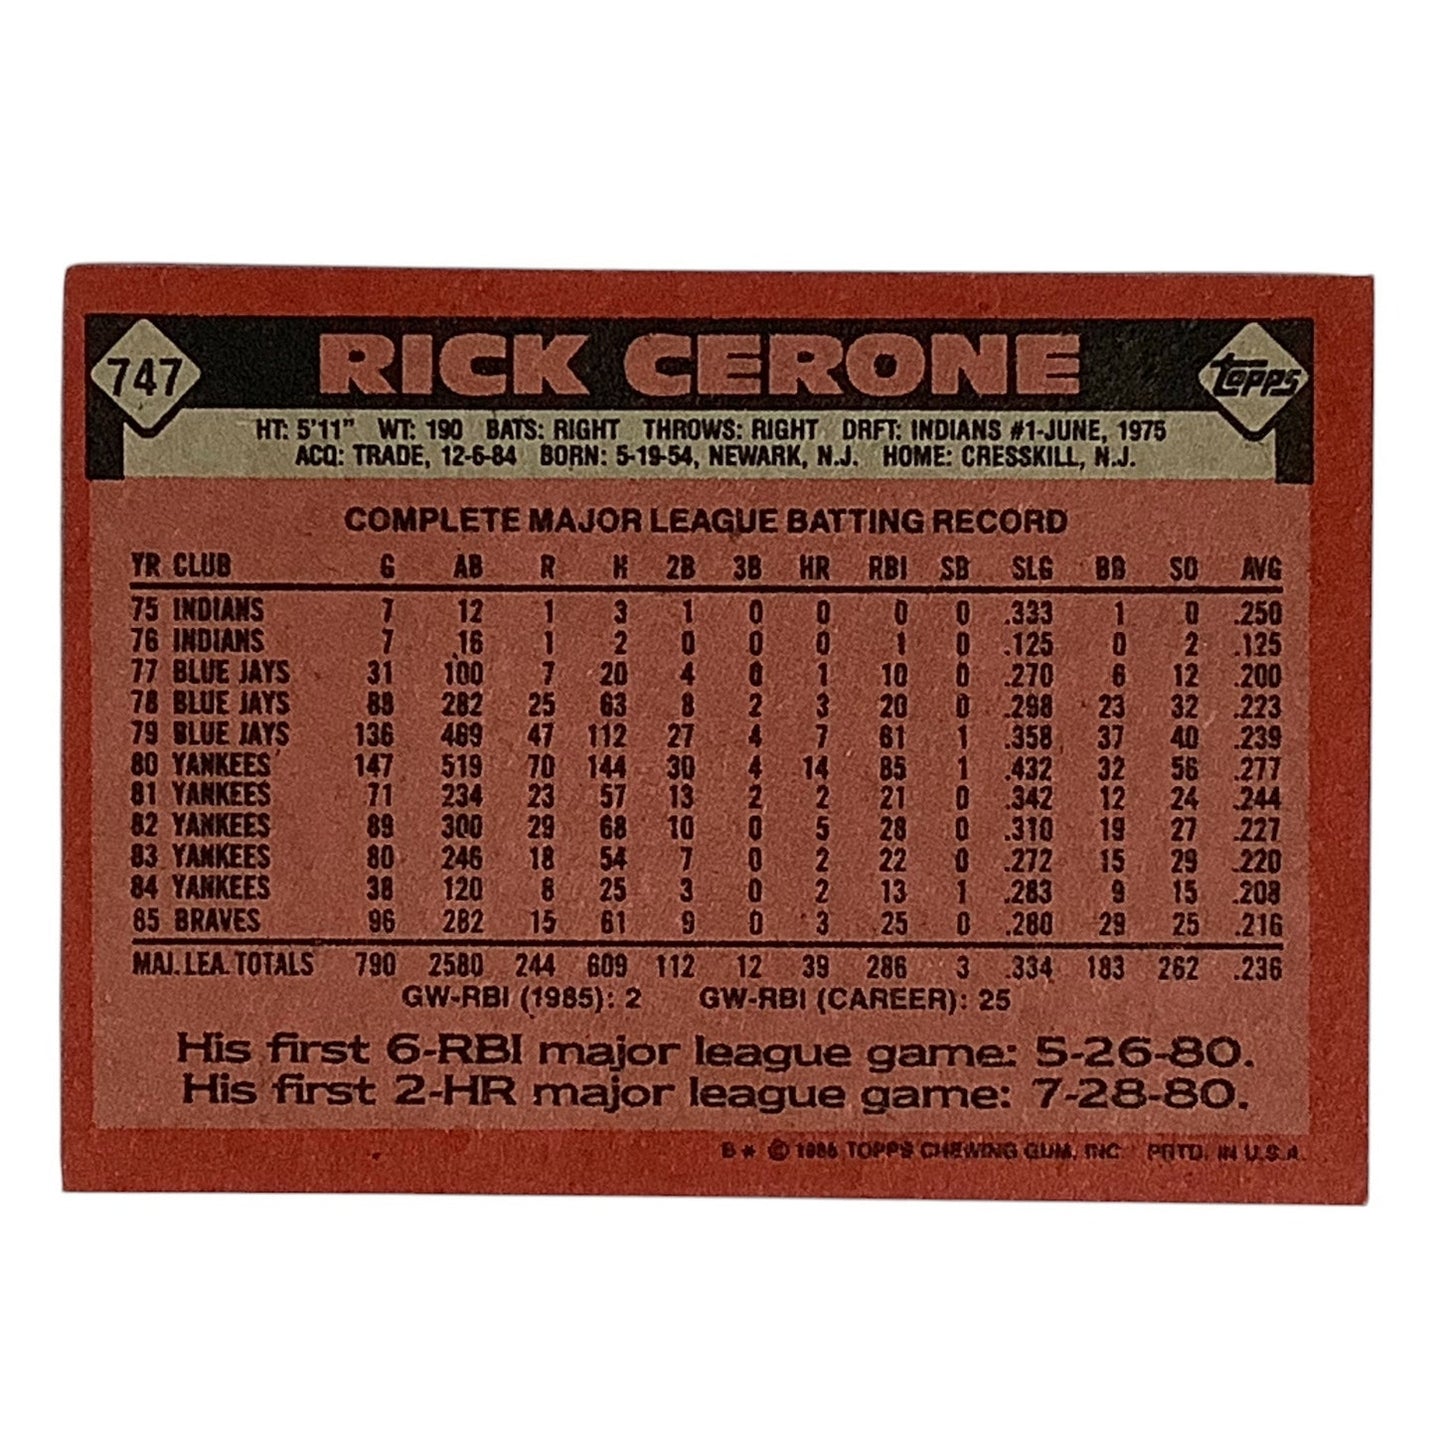 747 RICK CERONE topps
HT: 5'11" WT: 190 BATS: RIGHT THROWS: RIGHT DRFT: INDIANS #1-JUNE, 1975
ACQ: TRADE, 12-6-84 BORN: 5-19-54, NEWARK, N.J. HOME: CRESSKILL, N.J.
COMPLETE MAJOR LEAGUE BATTING RECORD
YR CLUB G AB R H 2B 3B HR RBI SB SLG BB SO AVG
75 INDIANS 7 12 1 3 1 0 0 0 0 .333 1 0 .250
76 INDIANS 7 16 1 2 0 0 0 1 0 .125 0 2 .125
77 BLUE JAYS 31 100 7 20 4 0 1 10 0 .270 6 12 .200
78 BLUE JAYS 88 282 25 63 8 2 3 20 0 .298 23 32 .223
79 BLUE JAYS 136 469 47 112 27 4 7 61 1 .358 37 40 .239
80 YANKEES 147 519 70 144 30 4 14 85 1 .432 32 56 .277
81 YANKEES 71 234 23 57 13 2 2 21 0 .342 12 24 .244
82 YANKEES 89 300 29 68 10 0 5 28 0 .310 19 27 .227
83 YANKEES 80 246 18 54 7 0 2 22 0 .272 15 29 .220
84 YANKEES 38 120 8 25 3 0 2 13 1 .283 9 15 .208
85 BRAVES 96 282 15 61 9 0 3 25 0 .280 29 25 .216
MAJ. LEA. TOTALS 790 2580 244 609 112 12 39 286 3 .334 183 262 .236
GW-RBI (1985): 2 GW-RBI (CAREER): 25
His first 6-RBI major league game: 5-26-80.
His first 2-HR major league game: 7-28-80.
B * © 1986 TOPPS CHEWING GUM, INC. PRTD. IN U.S.A.